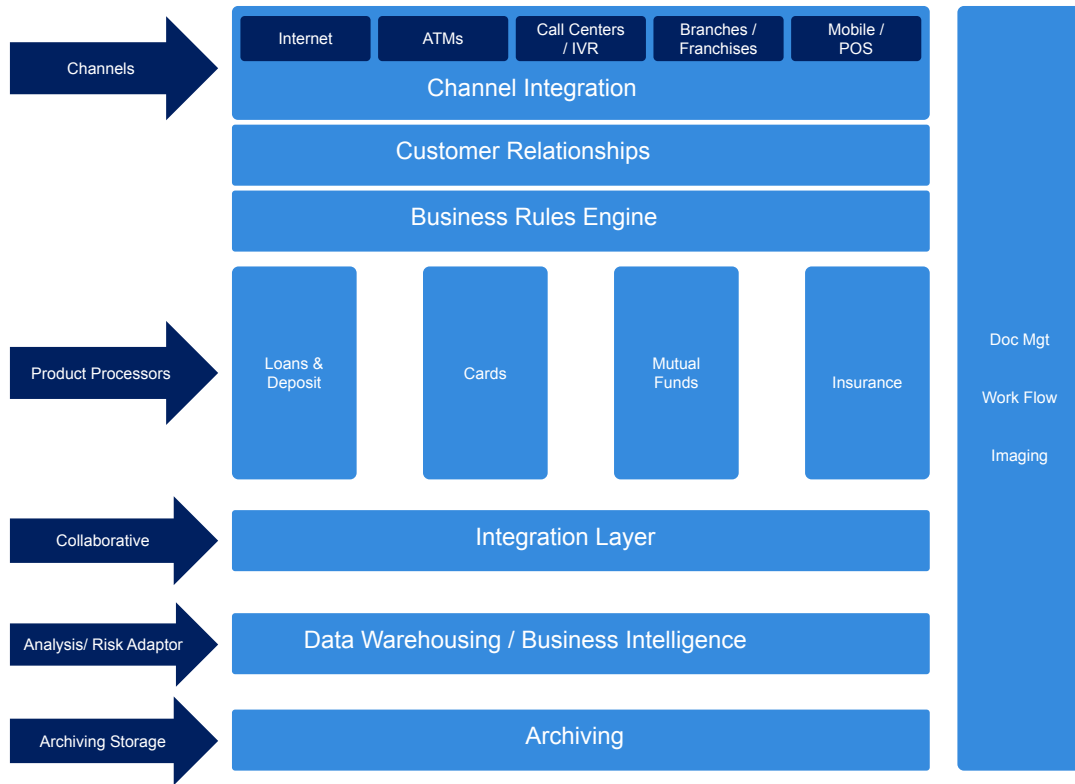 Channels
Internet
ATMs
Call Centers
/ IVR
Branches /
Franchises
Mobile /
POS
Channel Integration
Customer Relationships
Business Rules Engine
Product Processors
Loans &
Deposit
Cards
Mutual
Funds
Insurance
Collaborative
Integration Layer
Analysis/ Risk Adaptor
Data Warehousing / Business Intelligence
Archiving Storage
Archiving
Doc Mgt
Work Flow
Imaging